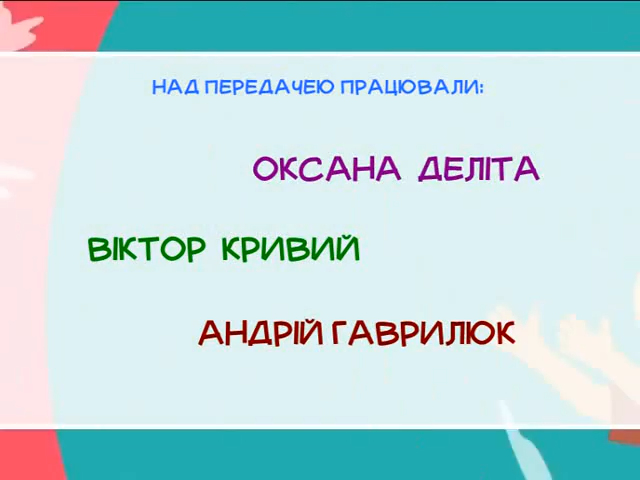 НАД ПЕРЕДАЧЕЮ ПРАЦЮВАЛИ:
ОКСАНА ДЕЛІТА
ВІКТОР КРИВИЙ
АНДРІЙ ГАВРИЛЮК